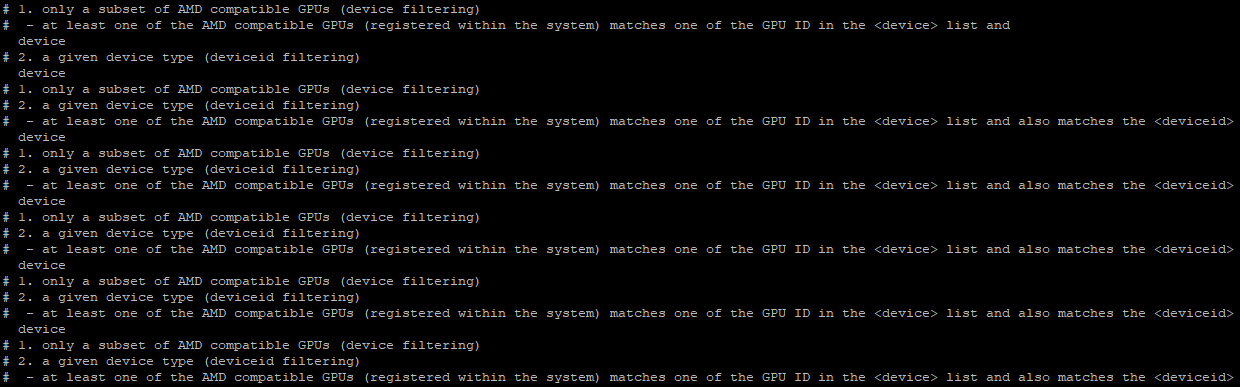 # 1. only a subset of AMD compatible GPUs (device filtering)
#  - at least one of the AMD compatible GPUs (registered within the system) matches one of the GPU ID in the <device> list and
  device
# 2. a given device type (deviceid filtering)
  device
# 1. only a subset of AMD compatible GPUs (device filtering)
# 2. a given device type (deviceid filtering)
#  - at least one of the AMD compatible GPUs (registered within the system) matches one of the GPU ID in the <device> list and also matches the <deviceid>
  device
# 1. only a subset of AMD compatible GPUs (device filtering)
# 2. a given device type (deviceid filtering)
#  - at least one of the AMD compatible GPUs (registered within the system) matches one of the GPU ID in the <device> list and also matches the <deviceid>
  device
# 1. only a subset of AMD compatible GPUs (device filtering)
# 2. a given device type (deviceid filtering)
#  - at least one of the AMD compatible GPUs (registered within the system) matches one of the GPU ID in the <device> list and also matches the <deviceid>
  device
# 1. only a subset of AMD compatible GPUs (device filtering)
# 2. a given device type (deviceid filtering)
#  - at least one of the AMD compatible GPUs (registered within the system) matches one of the GPU ID in the <device> list and also matches the <deviceid>
  device
# 1. only a subset of AMD compatible GPUs (device filtering)
# 2. a given device type (deviceid filtering)
#  - at least one of the AMD compatible GPUs (registered within the system) matches one of the GPU ID in the <device> list and also matches the <deviceid>